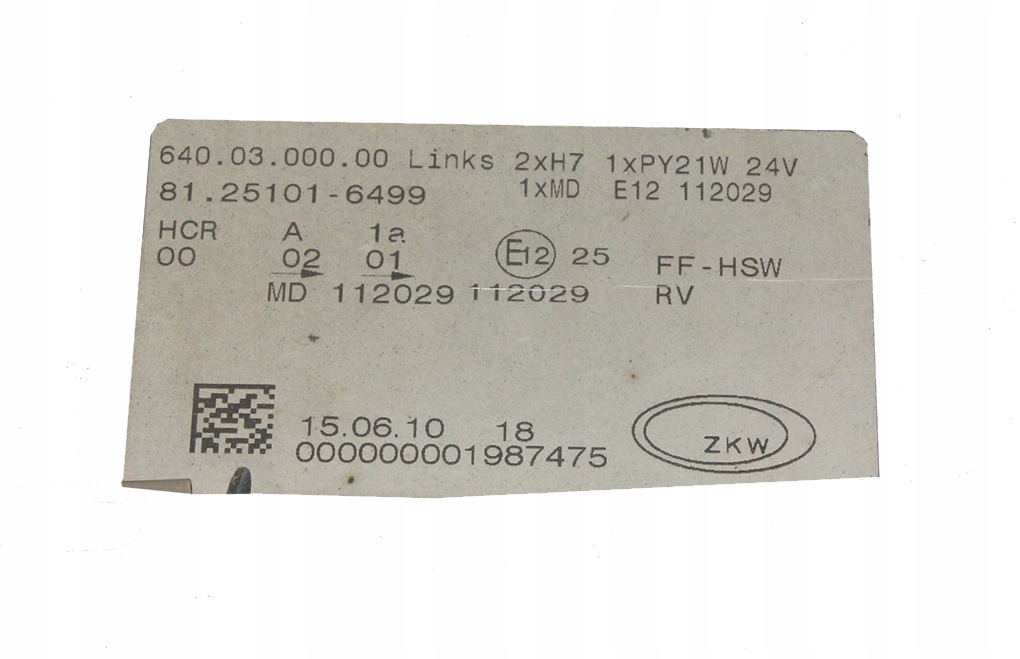 640.03.000.00 Links 2xH7 1xPY21W 24V
81.25101-6499 1xMD E12 112029
HCR A 1a
00 02 01 E12 25 FF-HSW
MD 112029 112029 RV
15.06.10 18
000000001987475
ZKW